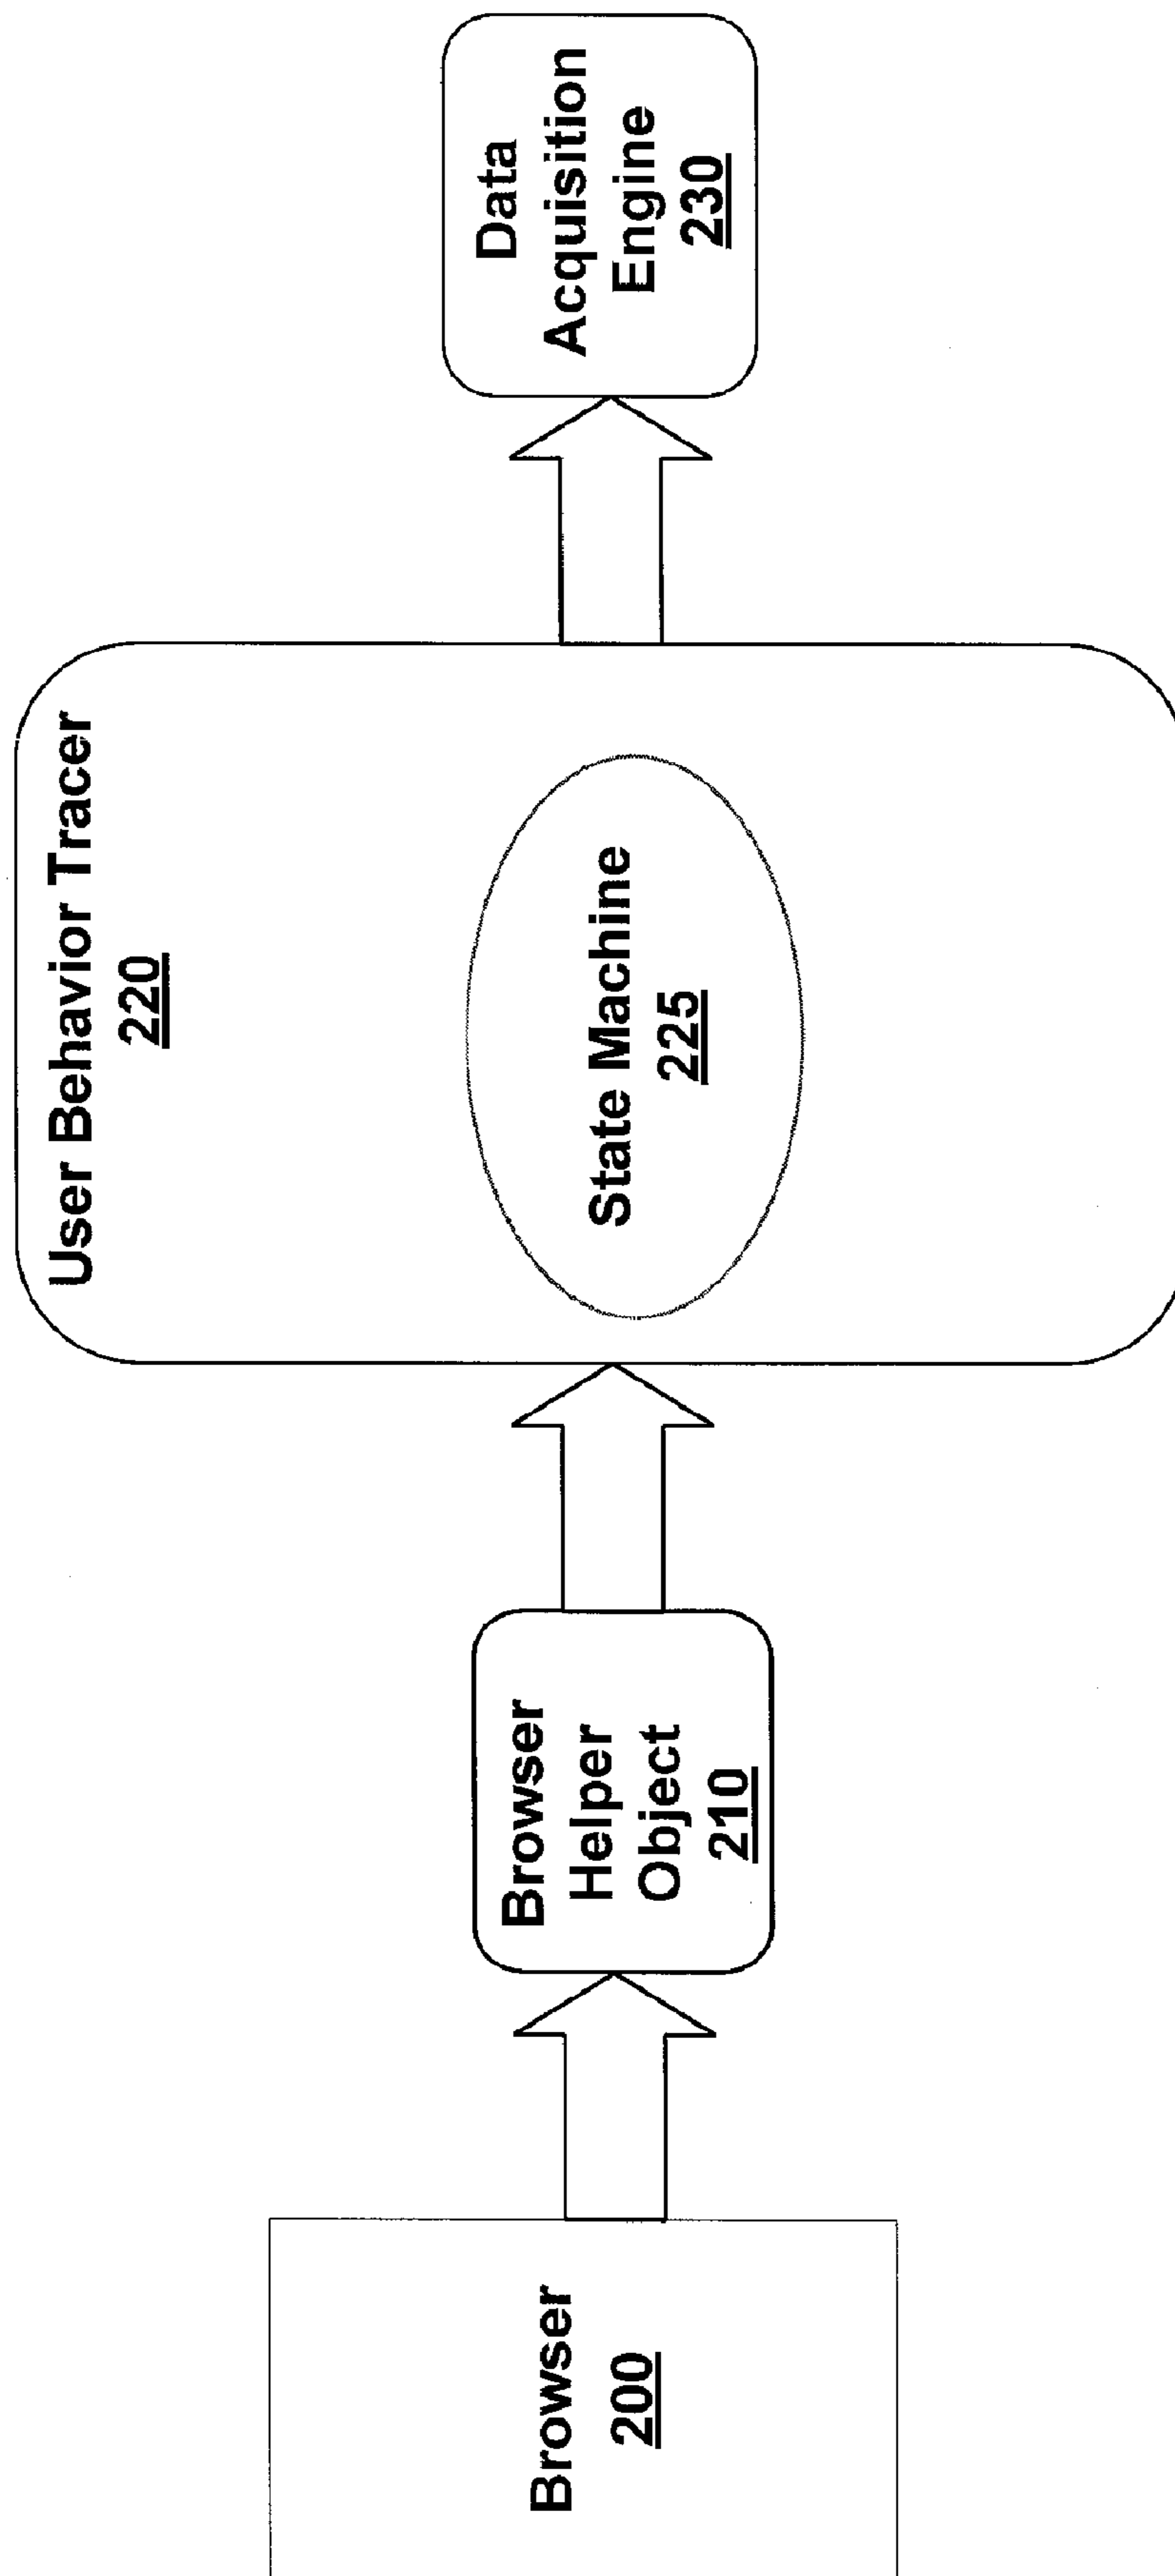 Browser
200
Browser
Helper
Object
210
User Behavior Tracer
220
State Machine
225
Data
Acquisition
Engine
230